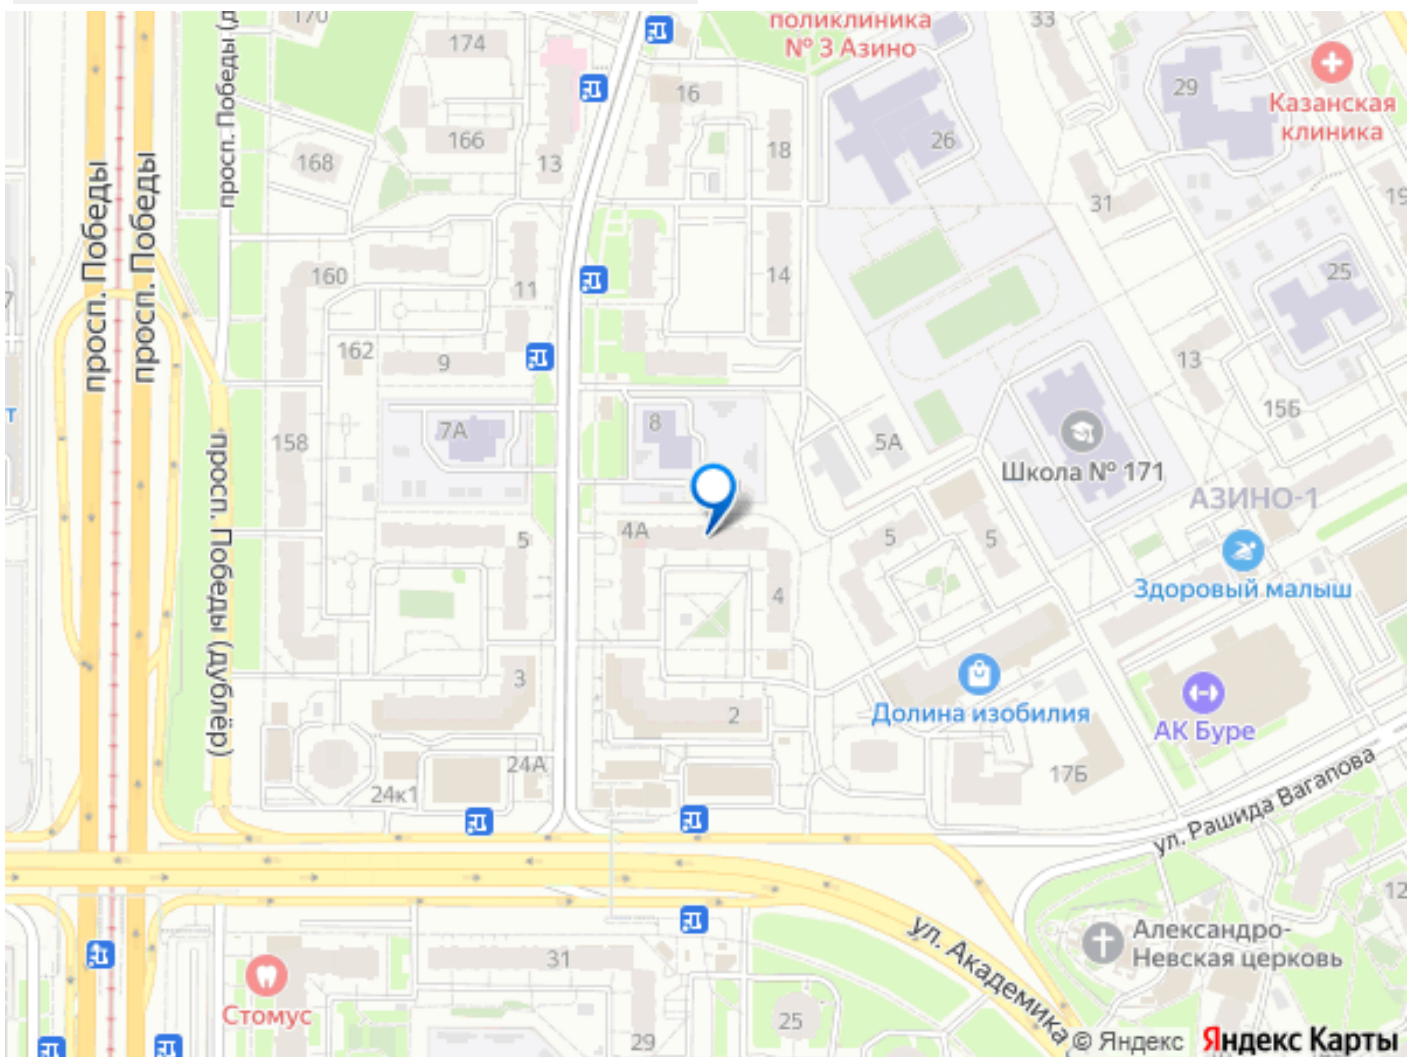 170
просп. Победы (д
174
поликлиника
№ 3 Азино
33
16
29
Казанская
клиника
166
168
13
18
26
просп. Победы
просп. Победы
31
19
160
11
14
25
7
162
9
13
15Б
т
158
7А
8
5А
Школа № 171
АЗИНО-1
просп. Победы (дублёр)
5
4А
5
5
Здоровый малыш
4
3
2
Долина изобилия
АК Буре
24А
24к1
17Б
ул. Рашида Вагапова
12
ул. Академика
Александро-
Невская церковь
31
Стомус
25
29
© Яндекс Яндекс Карты